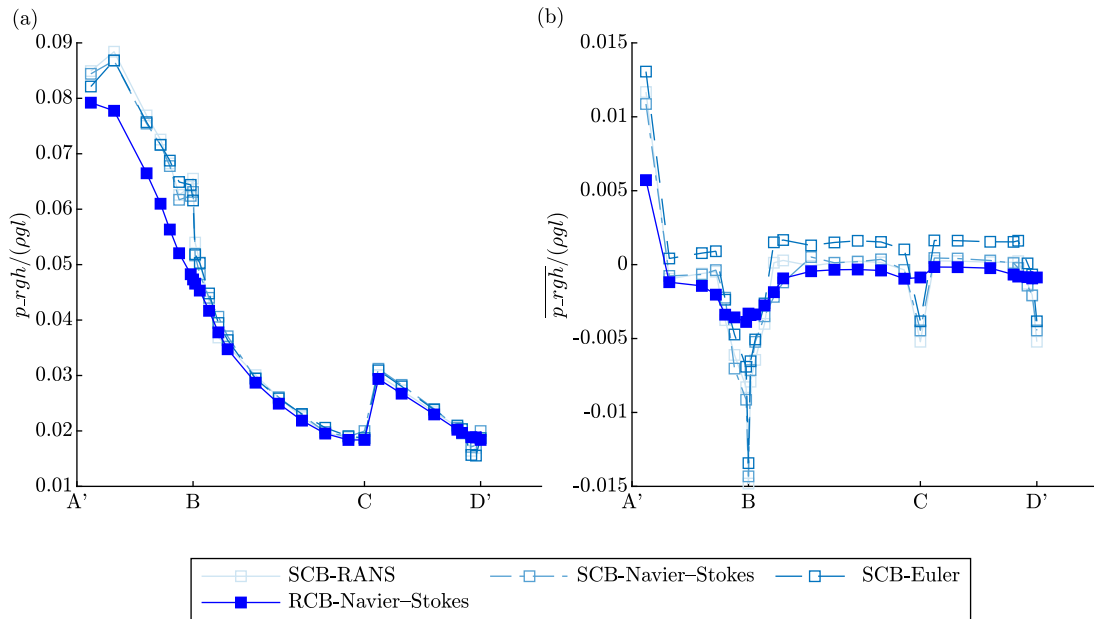 (a)
(b)
0.09
0.08
0.07
0.06
0.05
0.04
0.03
0.02
0.01
p_rgh/(ρgl)
A' B C D'
0.015
0.01
0.005
0
-0.005
-0.01
-0.015
p_rgh/(ρgl)
A' B C D'
SCB-RANS SCB-Navier–Stokes SCB-Euler
RCB-Navier–Stokes